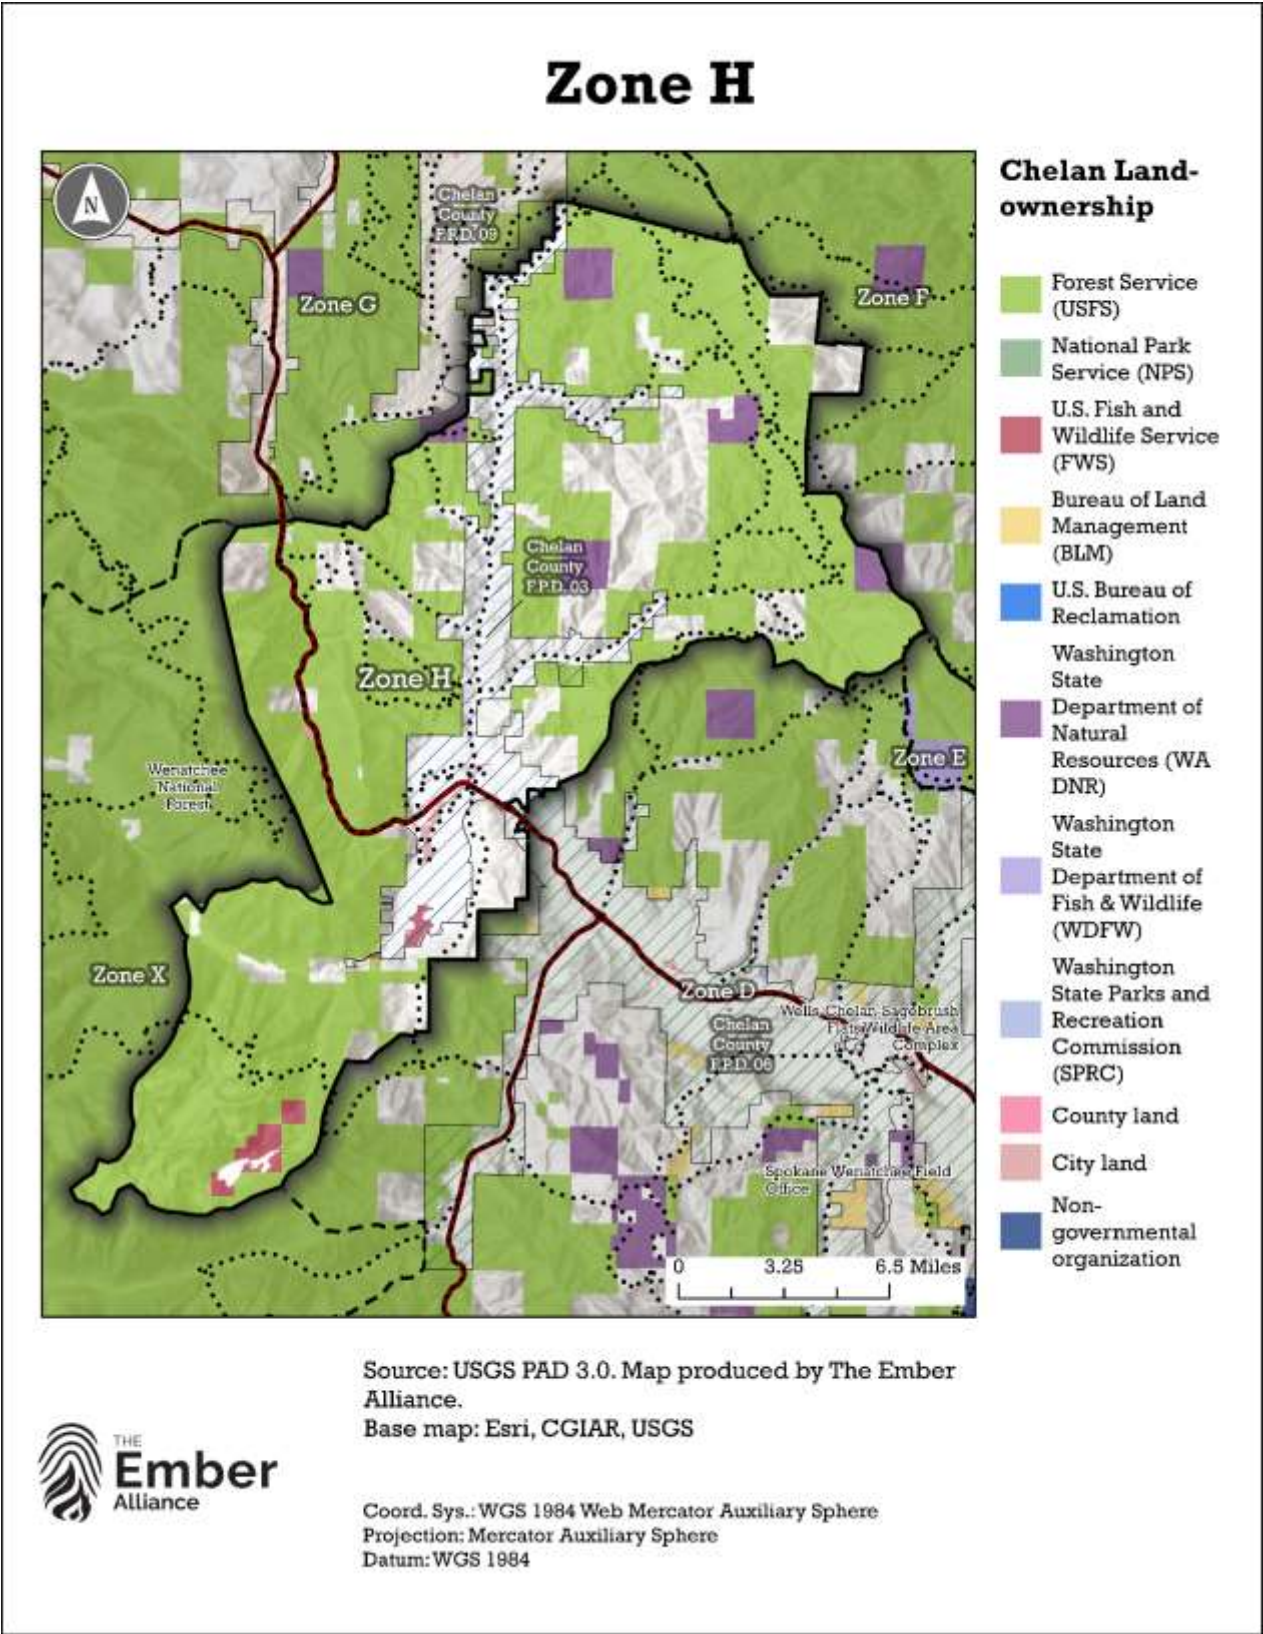 Zone H
N
Chelan
County
F.P.D. 09
Zone G
Zone F
Chelan
County
F.P.D. 03
Zone H
Wenatchee
National
Forest
Zone E
Zone X
Zone D
Wells, Chelan, Sagebrush
Flats Wildlife Area
Complex
Chelan
County
F.P.D. 06
Spokane Wenatchee Field
Office
0 3.25 6.5 Miles
Chelan Land-
ownership
Forest Service
(USFS)
National Park
Service (NPS)
U.S. Fish and
Wildlife Service
(FWS)
Bureau of Land
Management
(BLM)
U.S. Bureau of
Reclamation
Washington
State
Department of
Natural
Resources (WA
DNR)
Washington
State
Department of
Fish & Wildlife
(WDFW)
Washington
State Parks and
Recreation
Commission
(SPRC)
County land
City land
Non-
governmental
organization
Source: USGS PAD 3.0. Map produced by The Ember
Alliance.
Base map: Esri, CGIAR, USGS
THE
Ember
Alliance
Coord. Sys.: WGS 1984 Web Mercator Auxiliary Sphere
Projection: Mercator Auxiliary Sphere
Datum: WGS 1984